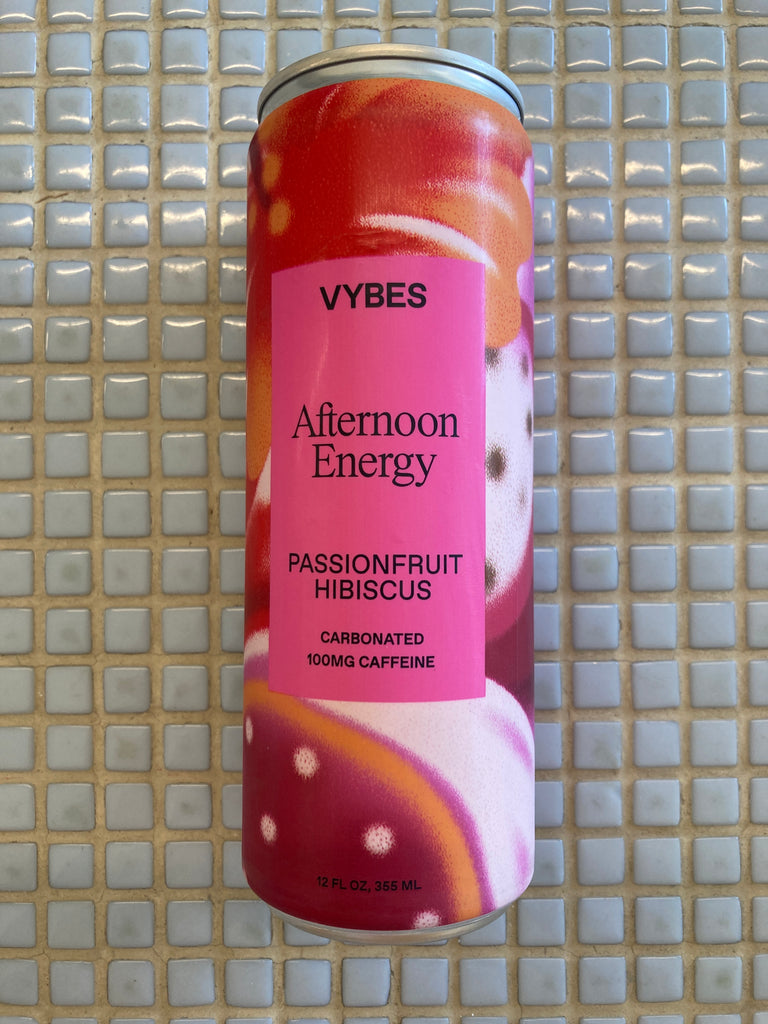 VYBES
Afternoon
Energy
PASSIONFRUIT
HIBISCUS
CARBONATED
100MG CAFFEINE
12 FL OZ, 355 ML